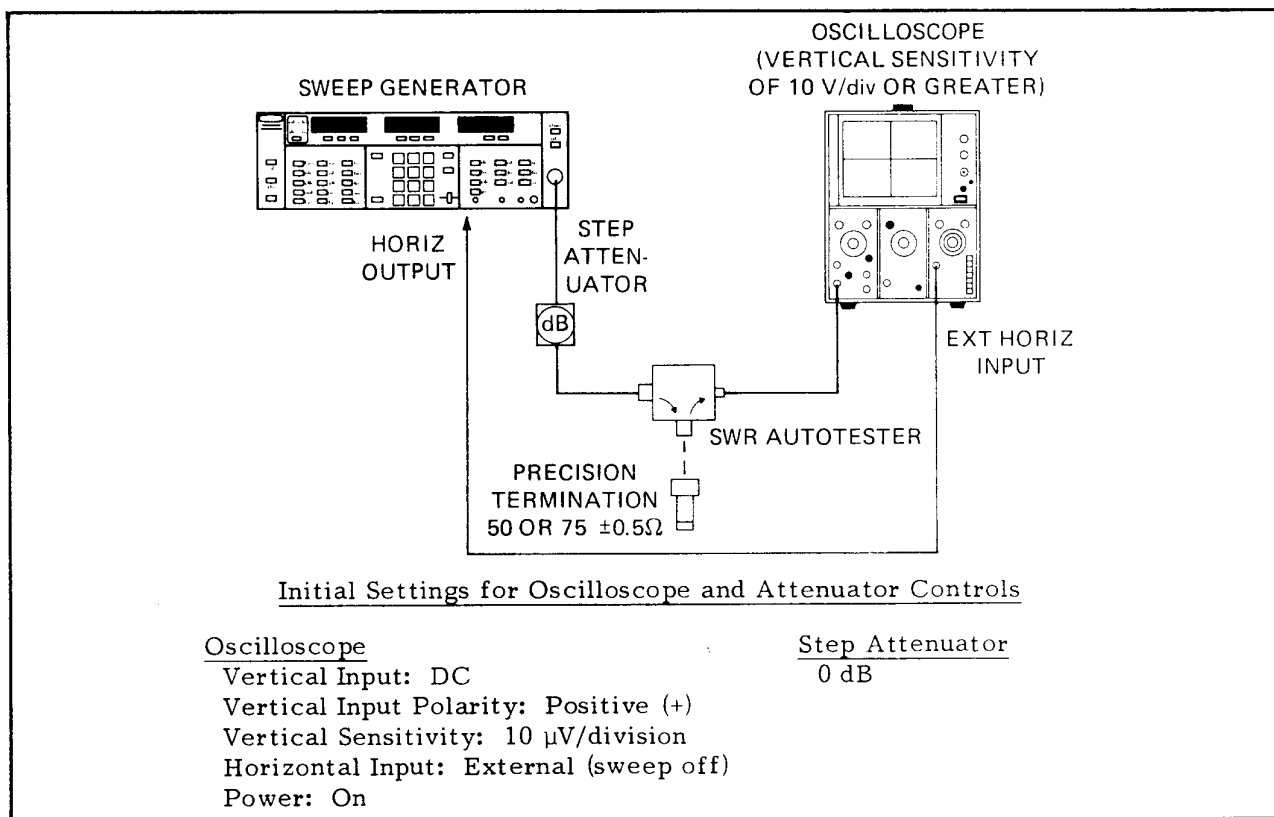 OSCILLOSCOPE
(VERTICAL SENSITIVITY
OF 10 V/div OR GREATER)
SWEEP GENERATOR
HORIZ
OUTPUT
STEP
ATTEN-
UATOR
dB
EXT HORIZ
INPUT
SWR AUTOTESTER
PRECISION
TERMINATION
50 OR 75 ±0.5Ω
Initial Settings for Oscilloscope and Attenuator Controls
Oscilloscope
Vertical Input: DC
Vertical Input Polarity: Positive (+)
Vertical Sensitivity: 10 µV/division
Horizontal Input: External (sweep off)
Power: On
Step Attenuator
0 dB